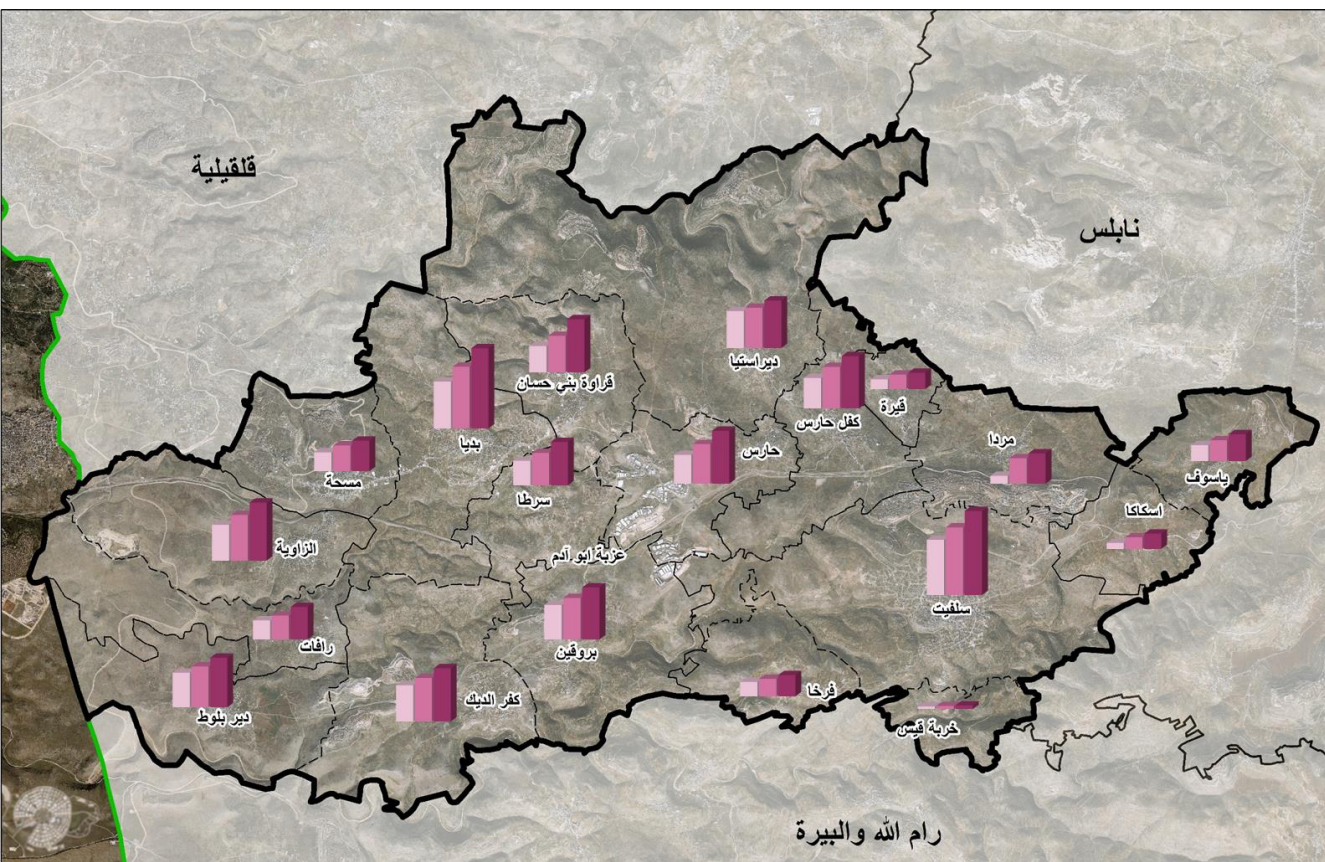 قلقيلية
نابلس
ديراستيا
قراوة بني حسان
كفل حارس
قيرة
بديا
حارس
مردا
مسحة
سرطا
ياسوف
اسكاكا
الزاوية
عزبة ابو آدم
سلفيت
رافات
بروقين
كفر الديك
فرخا
دير بلوط
خربة قيس
رام الله والبيرة